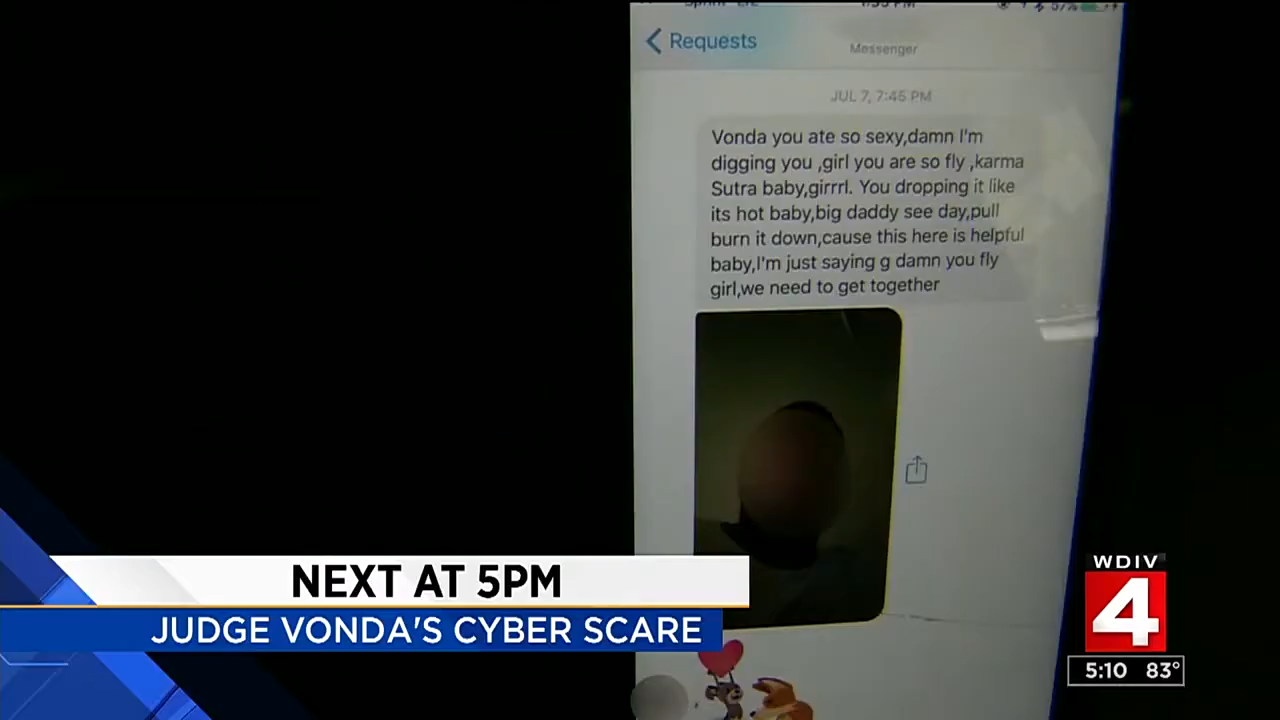 Requests
Messenger
JUL 7, 7:45 PM
Vonda you ate so sexy,damn I'm
digging you ,girl you are so fly ,karma
Sutra baby,girrrl. You dropping it like
its hot baby,big daddy see day,pull
burn it down,cause this here is helpful
baby,I'm just saying g damn you fly
girl,we need to get together
NEXT AT 5PM
JUDGE VONDA'S CYBER SCARE
WDIV
4
5:10 83°